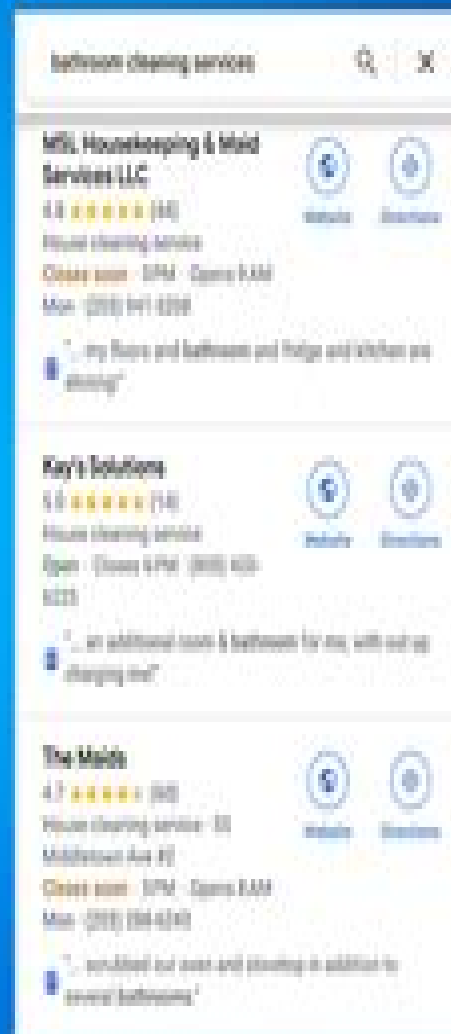 bathroom cleaning services
MSL Housekeeping & Maid
Services LLC
4.8
House cleaning service
Closes soon · 5PM · Opens 8AM
Mon ·
Website
Directions
"... my floors and bathroom and fridge and kitchen are
shining"
Kay's Solutions
5.0 (14)
House cleaning service
Open · Closes 6PM ·
Website
Directions
"... an additional room & bathroom for me, with out up
charging me"
The Maids
4.7
House cleaning service ·
Middletown Ave #2
Closes soon · 5PM · Opens 8AM
Mon ·
Website
Directions
"... scrubbed our oven and stovetop in addition to
several bathrooms"